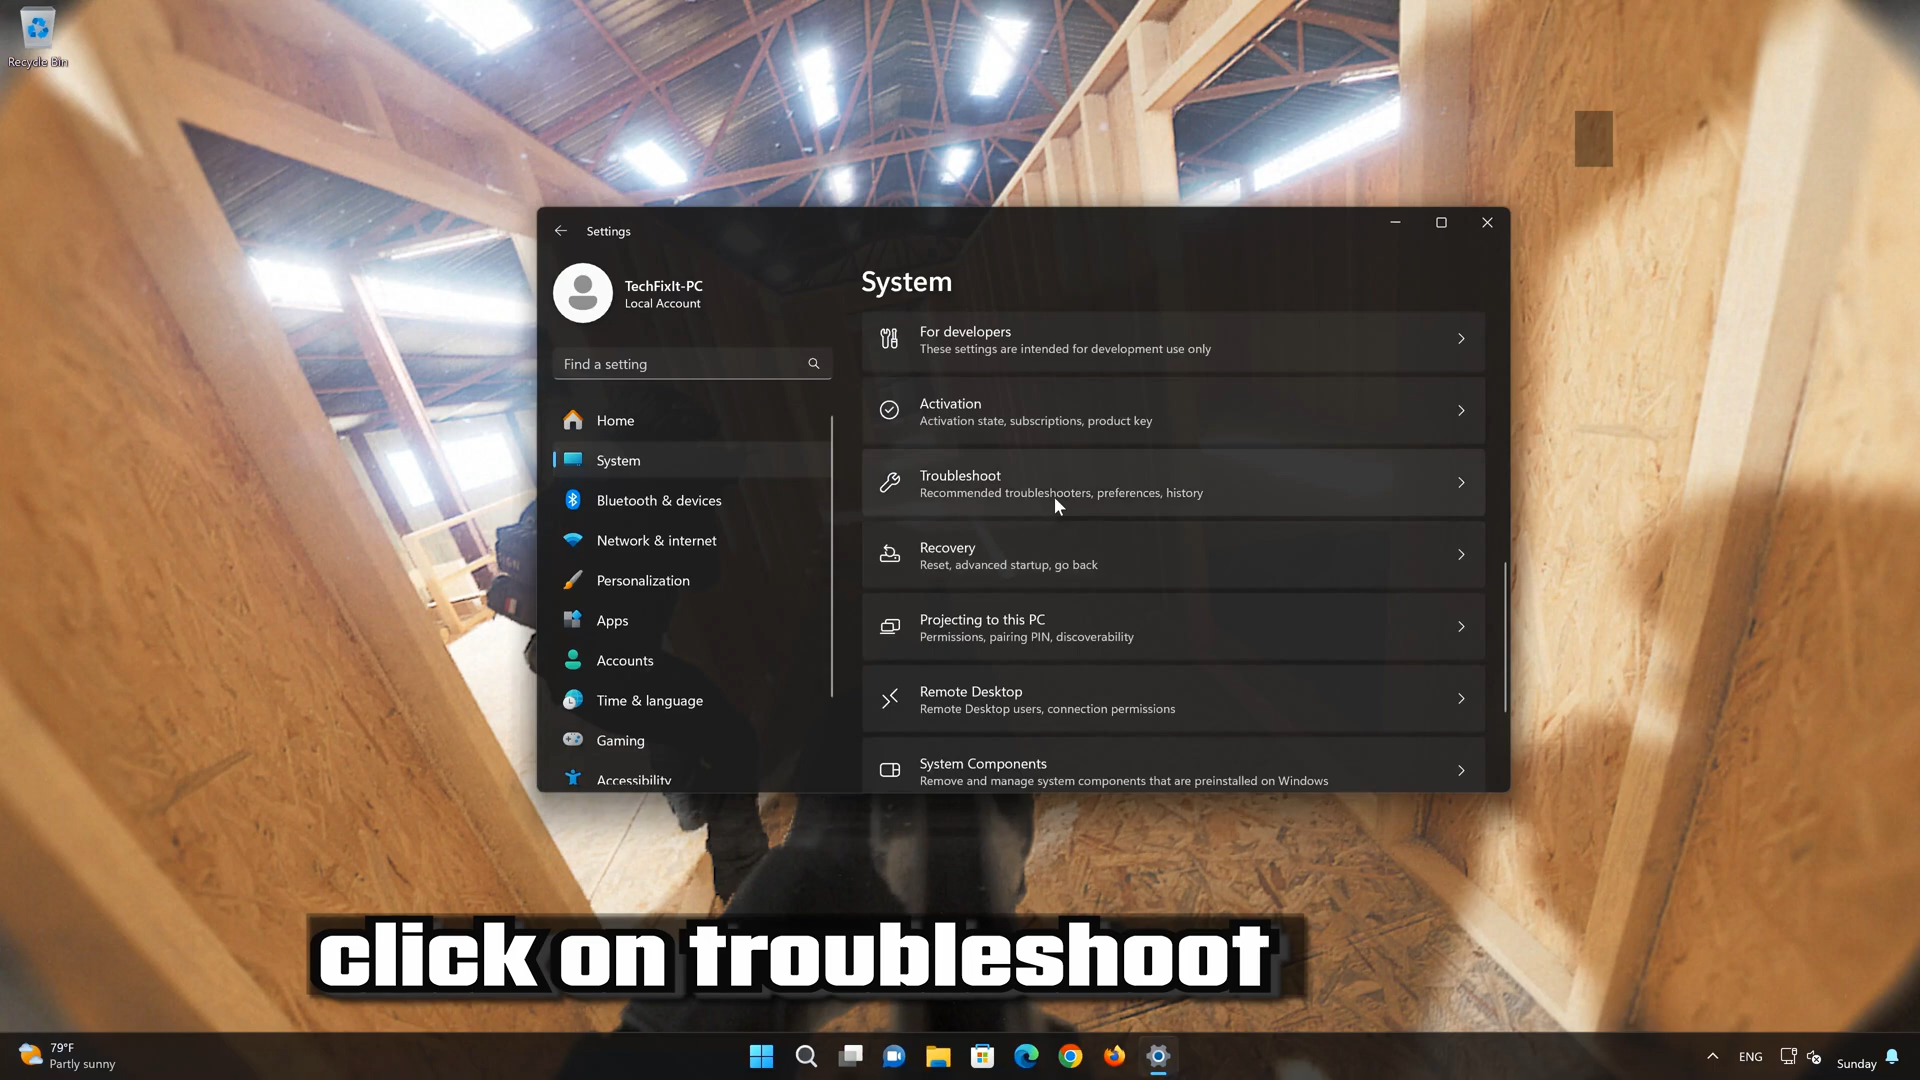 Recycle Bin
Settings
TechFixIt-PC
Local Account
Find a setting
Home
System
Bluetooth & devices
Network & internet
Personalization
Apps
Accounts
Time & language
Gaming
Accessibility
System
For developers
These settings are intended for development use only
Activation
Activation state, subscriptions, product key
Troubleshoot
Recommended troubleshooters, preferences, history
Recovery
Reset, advanced startup, go back
Projecting to this PC
Permissions, pairing PIN, discoverability
Remote Desktop
Remote Desktop users, connection permissions
System Components
Remove and manage system components that are preinstalled on Windows
click on troubleshoot
79°F
Partly sunny
ENG
Sunday